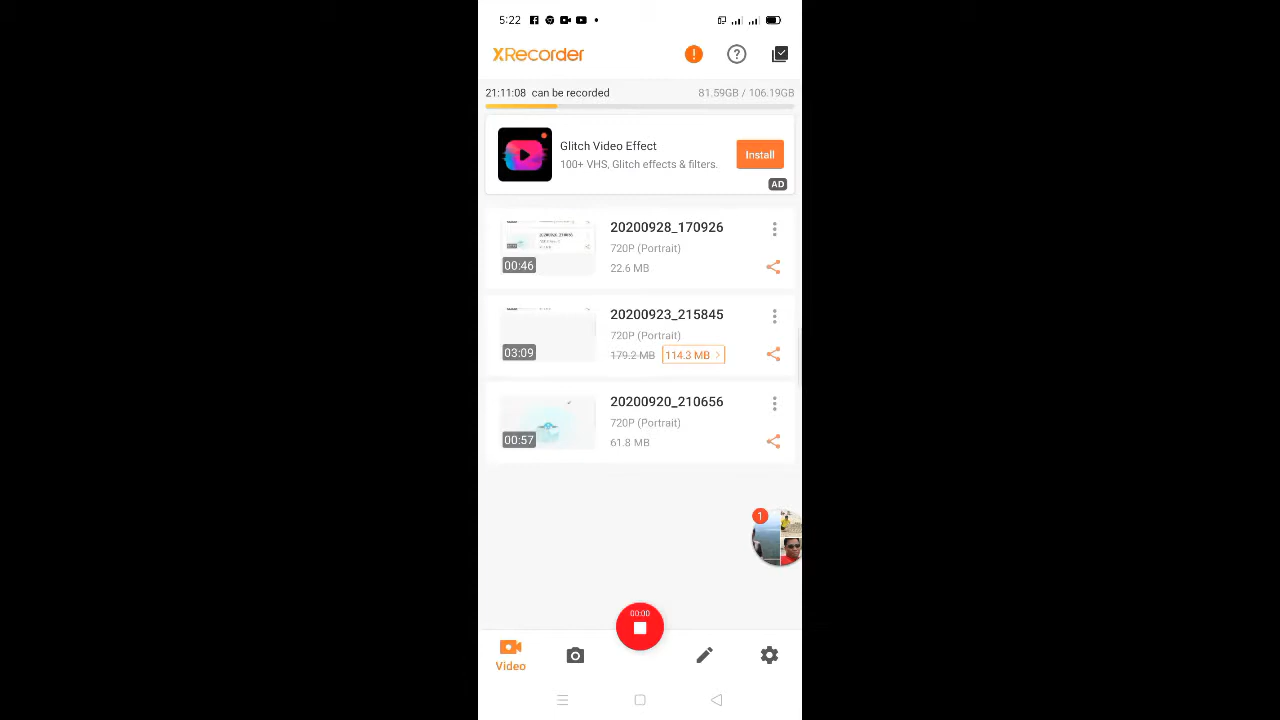 5:22
XRecorder
21:11:08 can be recorded
81.59GB / 106.19GB
Glitch Video Effect
100+ VHS, Glitch effects & filters.
Install
AD
20200928_170926
720P (Portrait)
22.6 MB
00:46
20200923_215845
720P (Portrait)
179.2 MB 114.3 MB >
03:09
20200920_210656
720P (Portrait)
61.8 MB
00:57
1
00:00
Video